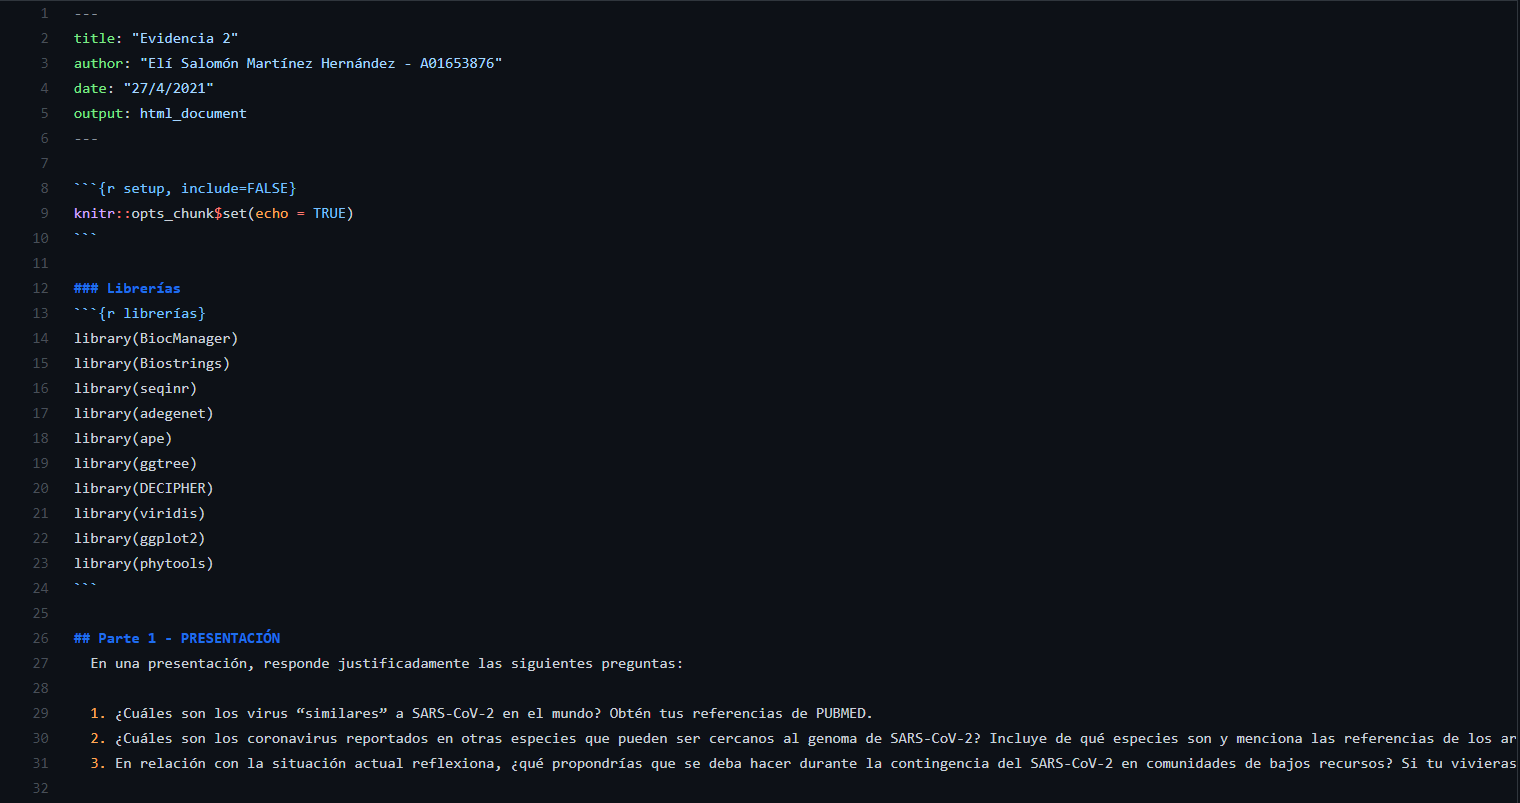 1 ---
2 title: "Evidencia 2"
3 author: "Elí Salomón Martínez Hernández - A01653876"
4 date: "27/4/2021"
5 output: html_document
6 ---
7
8 ```{r setup, include=FALSE}
9 knitr::opts_chunk$set(echo = TRUE)
10 ```
11
12 ### Librerías
13 ```{r librerías}
14 library(BiocManager)
15 library(Biostrings)
16 library(seqinr)
17 library(adegenet)
18 library(ape)
19 library(ggtree)
20 library(DECIPHER)
21 library(viridis)
22 library(ggplot2)
23 library(phytools)
24 ```
25
26 ## Parte 1 - PRESENTACIÓN
27 En una presentación, responde justificadamente las siguientes preguntas:
28
29 1. ¿Cuáles son los virus “similares” a SARS-CoV-2 en el mundo? Obtén tus referencias de PUBMED.
30 2. ¿Cuáles son los coronavirus reportados en otras especies que pueden ser cercanos al genoma de SARS-CoV-2? Incluye de qué especies son y menciona las referencias de los ar
31 3. En relación con la situación actual reflexiona, ¿qué propondrías que se deba hacer durante la contingencia del SARS-CoV-2 en comunidades de bajos recursos? Si tu vivieras
32